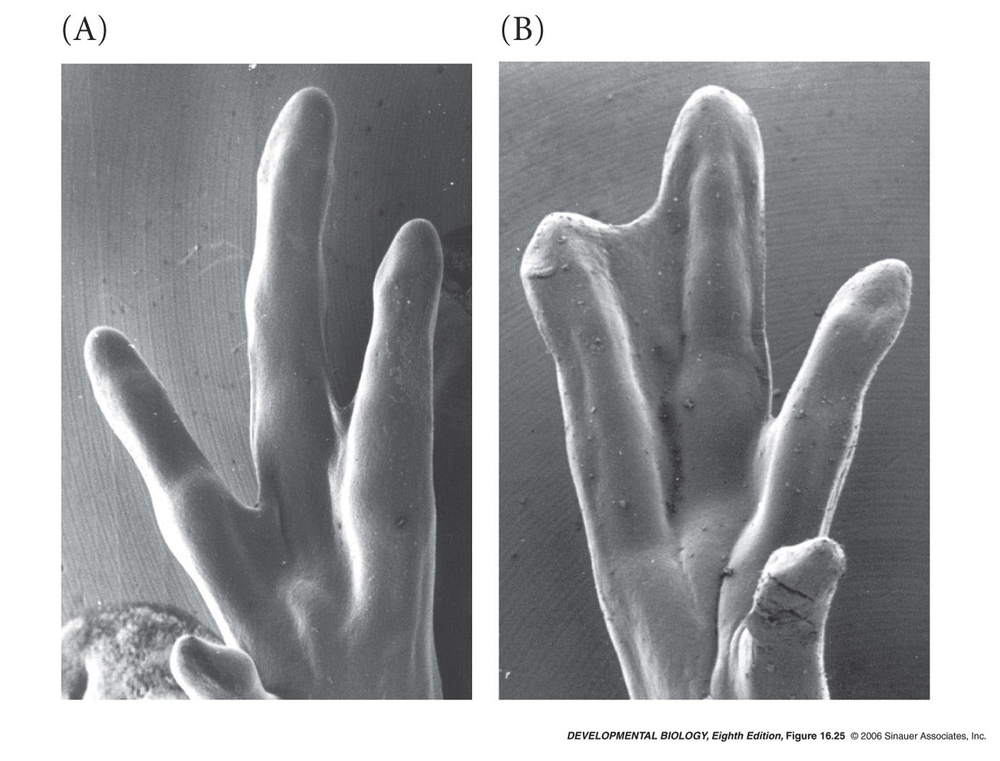 (A)
(B)
DEVELOPMENTAL BIOLOGY, Eighth Edition, Figure 16.25 © 2006 Sinauer Associates, Inc.